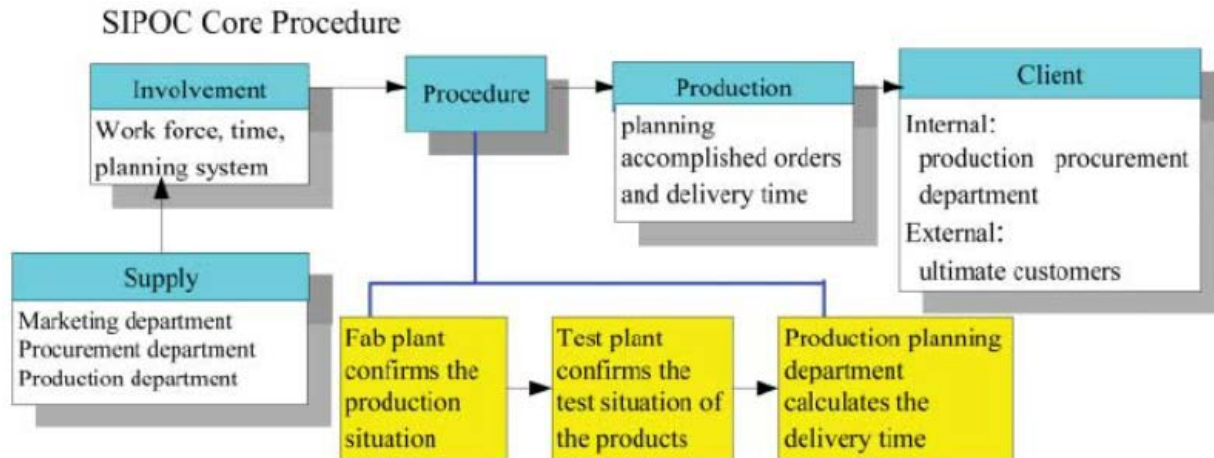 SIPOC Core Procedure
Involvement
Work force, time,
planning system
Supply
Marketing department
Procurement department
Production department
Procedure
Production
planning
accomplished orders
and delivery time
Client
Internal:
production procurement
department
External:
ultimate customers
Fab plant
confirms the
production
situation
Test plant
confirms the
test situation of
the products
Production planning
department
calculates the
delivery time